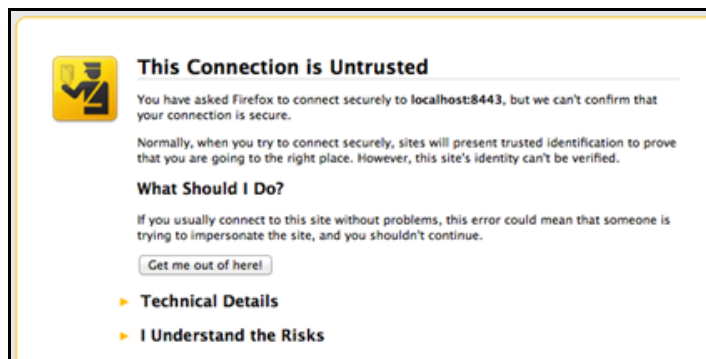 This Connection is Untrusted
You have asked Firefox to connect securely to localhost:8443, but we can't confirm that
your connection is secure.
Normally, when you try to connect securely, sites will present trusted identification to prove
that you are going to the right place. However, this site's identity can't be verified.
What Should I Do?
If you usually connect to this site without problems, this error could mean that someone is
trying to impersonate the site, and you shouldn't continue.
Get me out of here!
Technical Details
I Understand the Risks